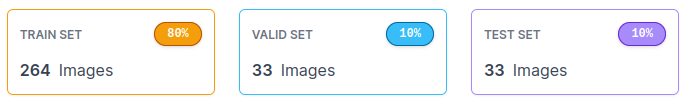 TRAIN SET 80%
264 Images
VALID SET 10%
33 Images
TEST SET 10%
33 Images